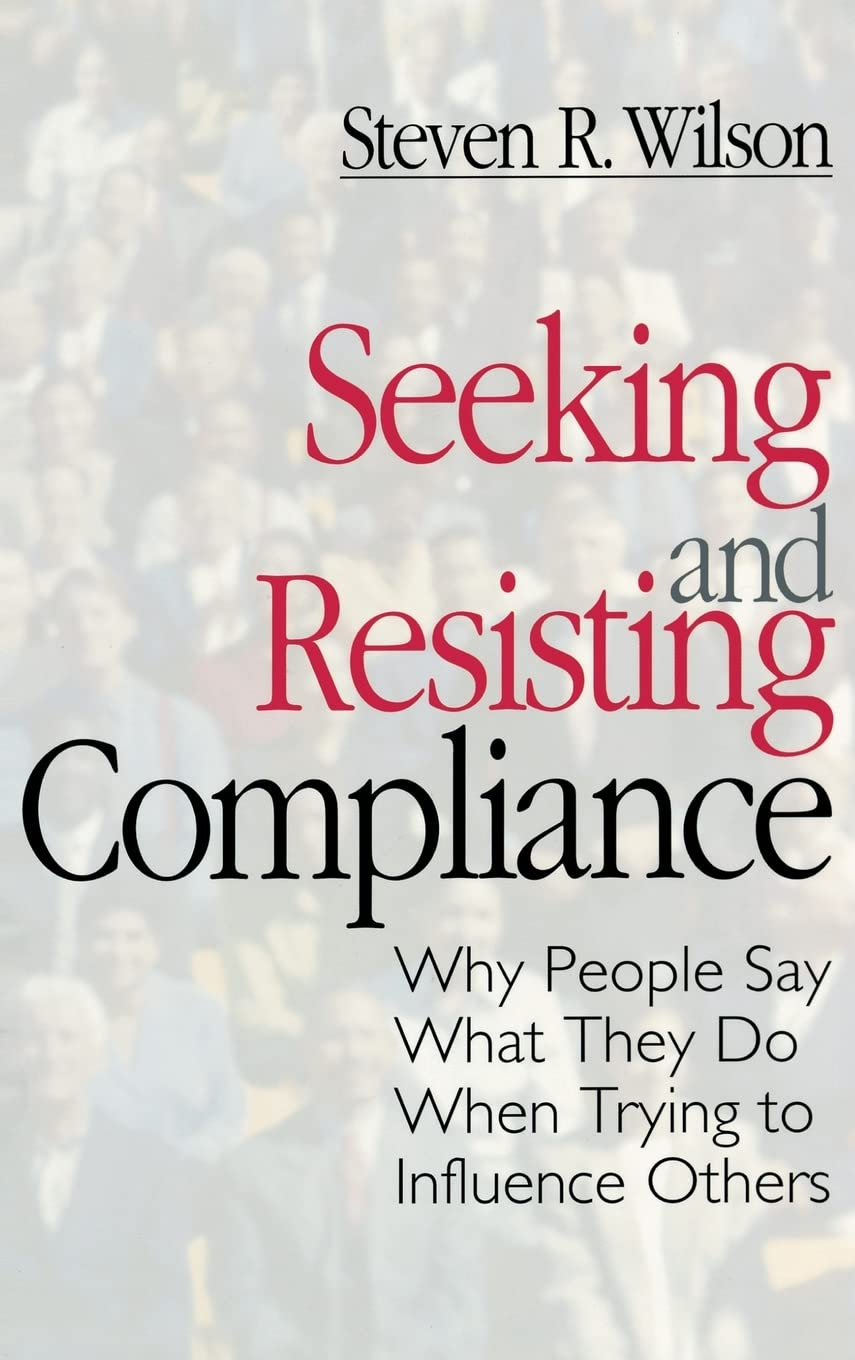 Steven R. Wilson
Seeking
and
Resisting
Compliance
Why People Say
What They Do
When Trying to
Influence Others